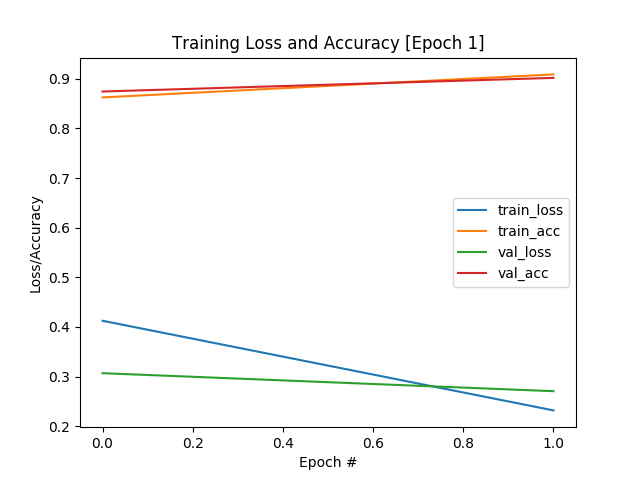 Training Loss and Accuracy [Epoch 1]
Loss/Accuracy
0.9
0.8
0.7
0.6
0.5
0.4
0.3
0.2
train_loss
train_acc
val_loss
val_acc
0.0 0.2 0.4 0.6 0.8 1.0
Epoch #